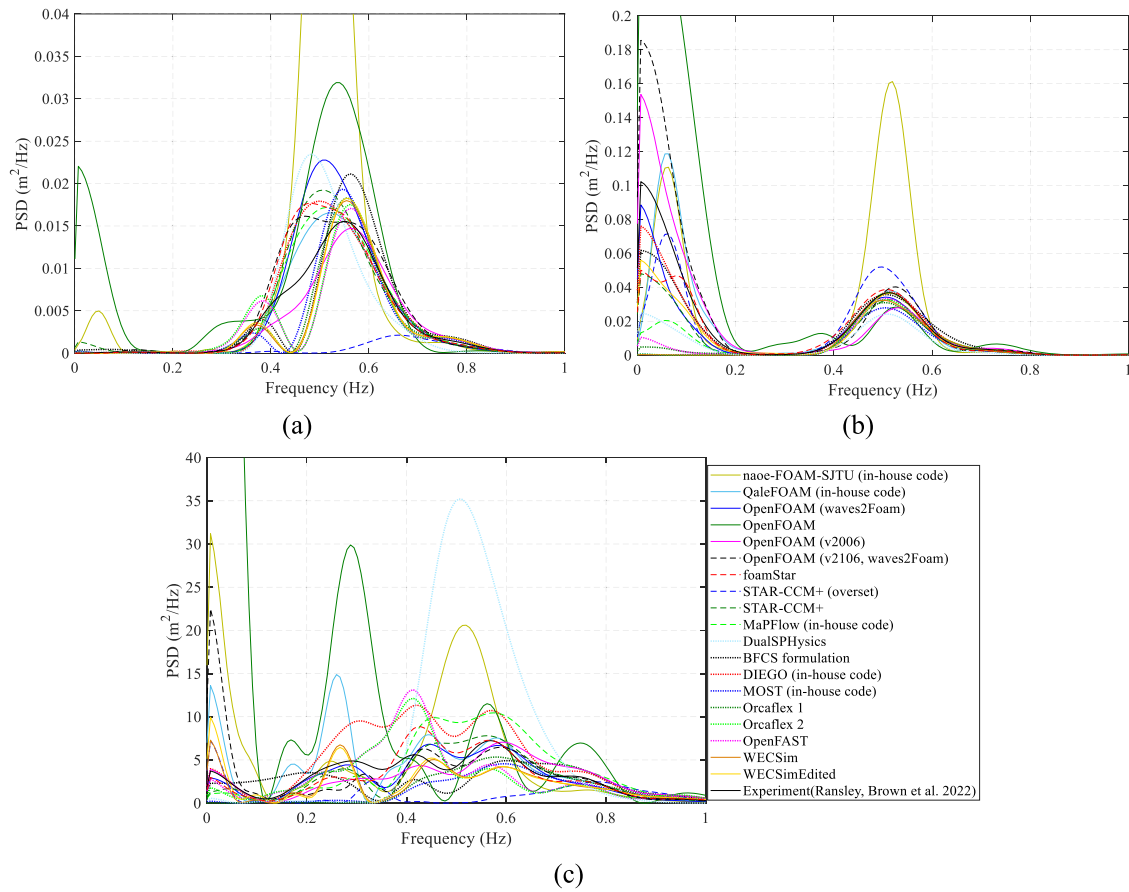 0.04
0.035
0.03
0.025
0.02
0.015
0.01
0.005
0
PSD (m²/Hz)
0 0.2 0.4 0.6 0.8 1
Frequency (Hz)
(a)
0.2
0.18
0.16
0.14
0.12
0.1
0.08
0.06
0.04
0.02
0
PSD (m²/Hz)
0 0.2 0.4 0.6 0.8 1
Frequency (Hz)
(b)
40
35
30
25
20
15
10
5
0
PSD (m²/Hz)
0 0.2 0.4 0.6 0.8 1
Frequency (Hz)
naoe-FOAM-SJTU (in-house code)
QaleFOAM (in-house code)
OpenFOAM (waves2Foam)
OpenFOAM
OpenFOAM (v2006)
OpenFOAM (v2106, waves2Foam)
foamStar
STAR-CCM+ (overset)
STAR-CCM+
MaPFlow (in-house code)
DualSPHysics
BFCS formulation
DIEGO (in-house code)
MOST (in-house code)
Orcaflex 1
Orcaflex 2
OpenFAST
WECSim
WECSimEdited
Experiment(Ransley, Brown et al. 2022)
(c)